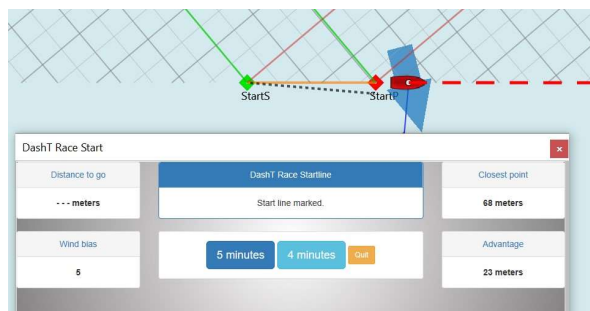 StartS
StartP
DashT Race Start
×
Distance to go
- - - meters
DashT Race Startline
Start line marked.
Closest point
68 meters
Wind bias
5
5 minutes
4 minutes
Quit
Advantage
23 meters